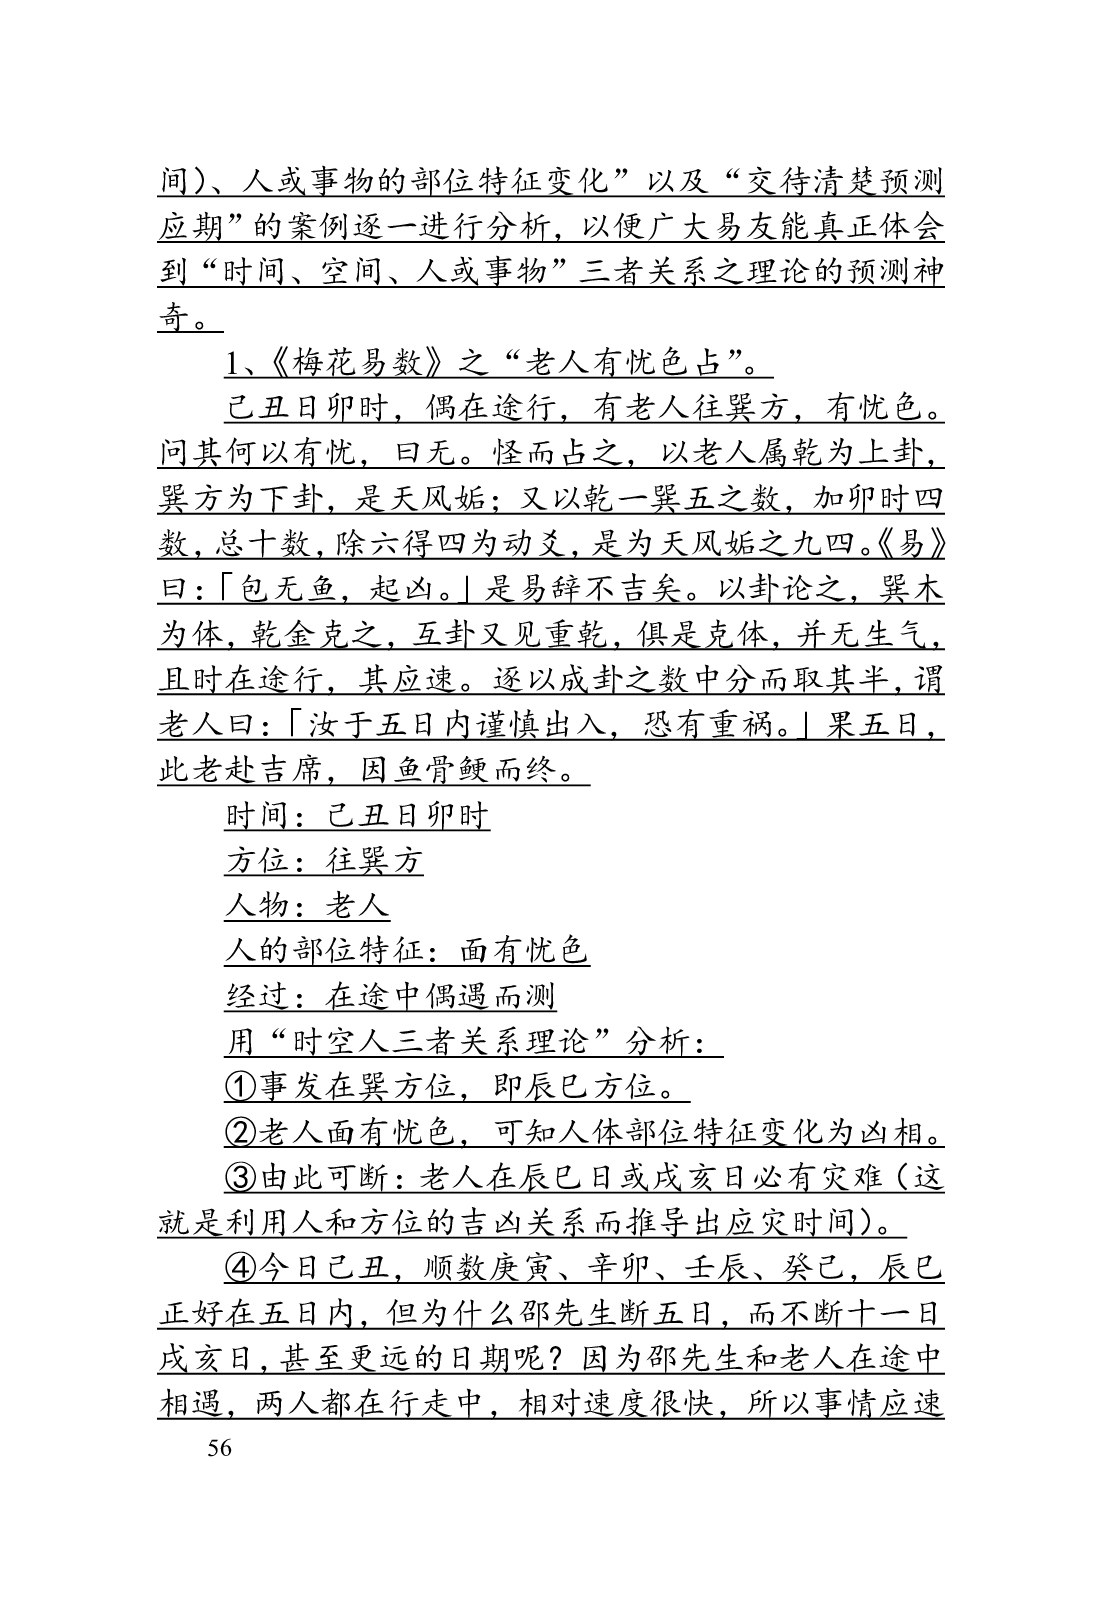 间）、人或事物的部位特征变化”以及“交待清楚预测
应期”的案例逐一进行分析，以便广大易友能真正体会
到“时间、空间、人或事物”三者关系之理论的预测神
奇。
1、《梅花易数》之“老人有忧色占”。
己丑日卯时，偶在途行，有老人往巽方，有忧色。
问其何以有忧，曰无。怪而占之，以老人属乾为上卦，
巽方为下卦，是天风姤；又以乾一巽五之数，加卯时四
数，总十数，除六得四为动爻，是为天风姤之九四。《易》
曰：「包无鱼，起凶。」是易辞不吉矣。以卦论之，巽木
为体，乾金克之，互卦又见重乾，俱是克体，并无生气，
且时在途行，其应速。逐以成卦之数中分而取其半，谓
老人曰：「汝于五日内谨慎出入，恐有重祸。」果五日，
此老赴吉席，因鱼骨鲠而终。
时间：己丑日卯时
方位：往巽方
人物：老人
人的部位特征：面有忧色
经过：在途中偶遇而测
用“时空人三者关系理论”分析：
①事发在巽方位，即辰巳方位。
②老人面有忧色，可知人体部位特征变化为凶相。
③由此可断：老人在辰巳日或戌亥日必有灾难（这
就是利用人和方位的吉凶关系而推导出应灾时间）。
④今日己丑，顺数庚寅、辛卯、壬辰、癸己，辰巳
正好在五日内，但为什么邵先生断五日，而不断十一日
戌亥日，甚至更远的日期呢？因为邵先生和老人在途中
相遇，两人都在行走中，相对速度很快，所以事情应速
56